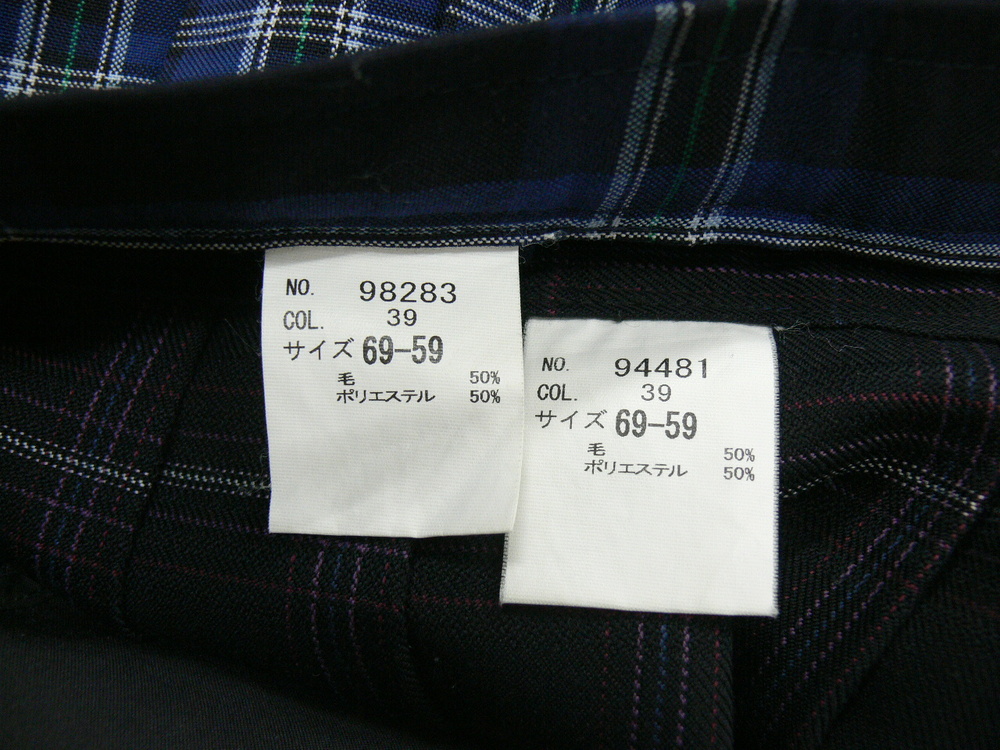 NO. 98283
COL. 39
サイズ 69-59
毛 50%
ポリエステル 50%
NO. 94481
COL. 39
サイズ 69-59
毛 50%
ポリエステル 50%